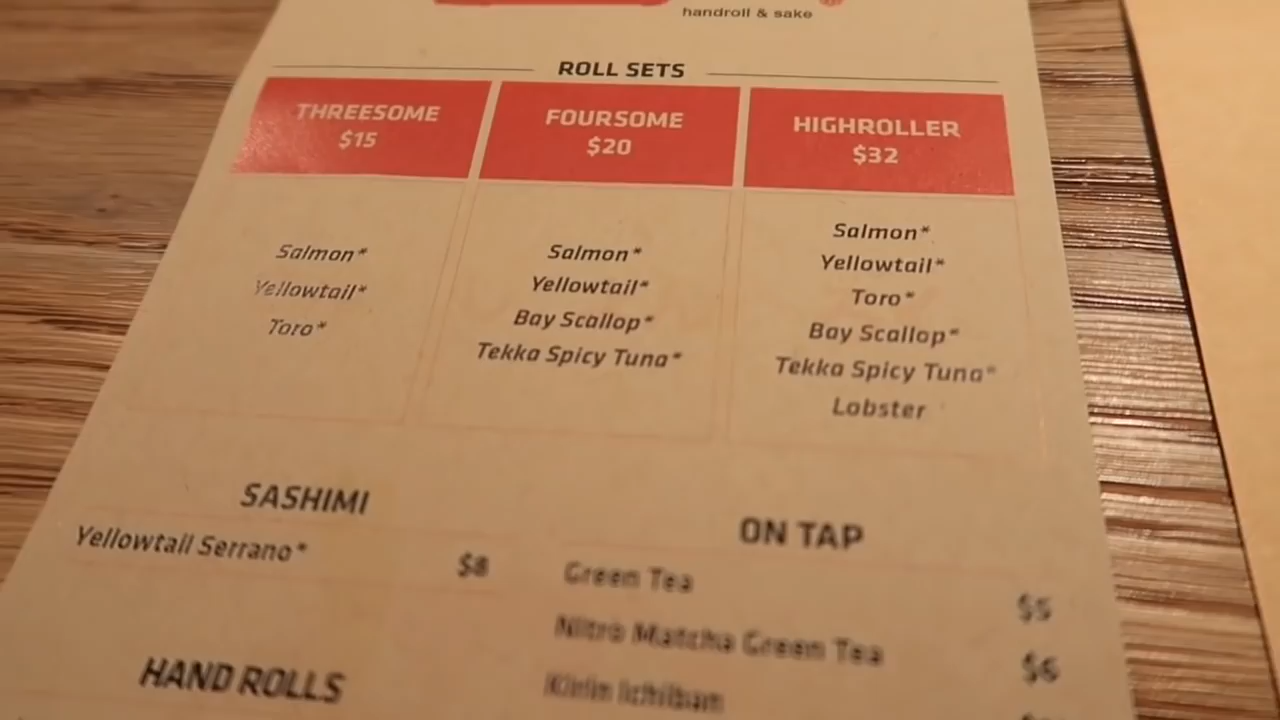 handroll & sake
ROLL SETS
THREESOME
$15
Salmon*
Yellowtail*
Toro*
FOURSOME
$20
Salmon*
Yellowtail*
Bay Scallop*
Tekka Spicy Tuna*
HIGHROLLER
$32
Salmon*
Yellowtail*
Toro*
Bay Scallop*
Tekka Spicy Tuna*
Lobster
SASHIMI
Yellowtail Serrano* $8
HAND ROLLS
ON TAP
Green Tea $5
Nitro Matcha Green Tea $6
Kirin Ichiban